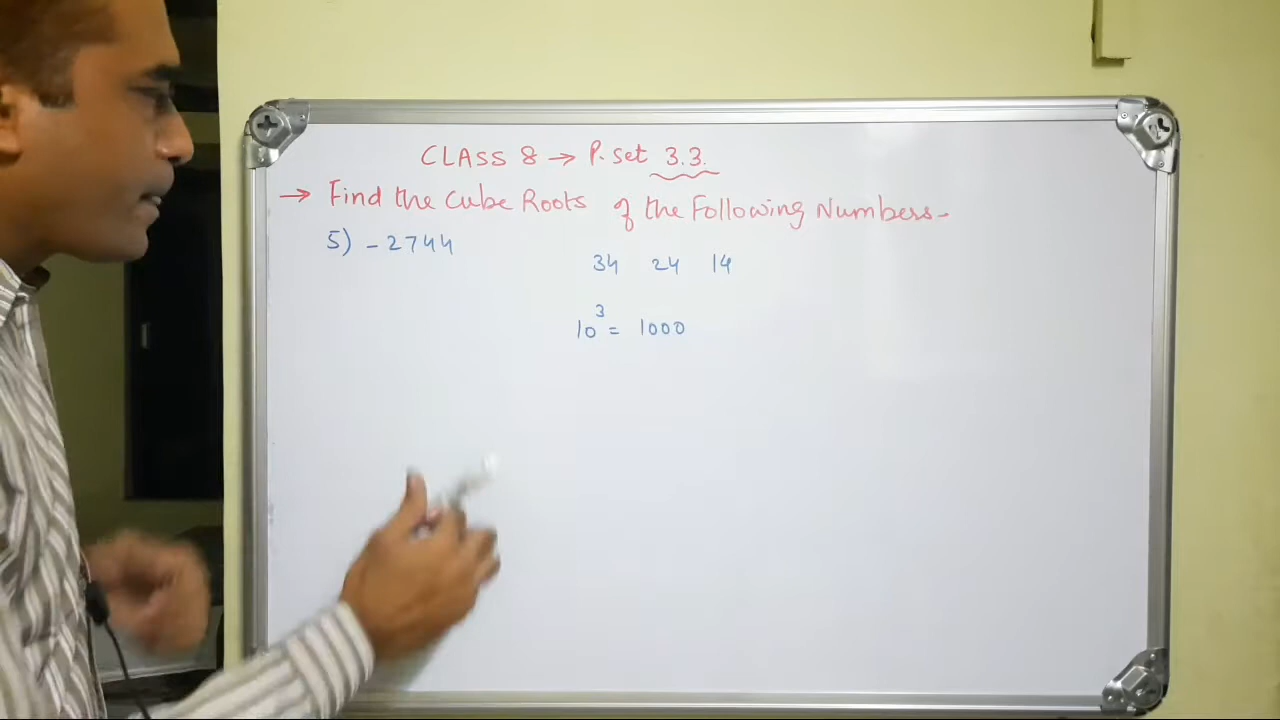 CLASS 8 → P. Set 3.3.
→ Find the Cube Roots of the Following Numbers.
5) - 2744
34 24 14
10³ = 1000